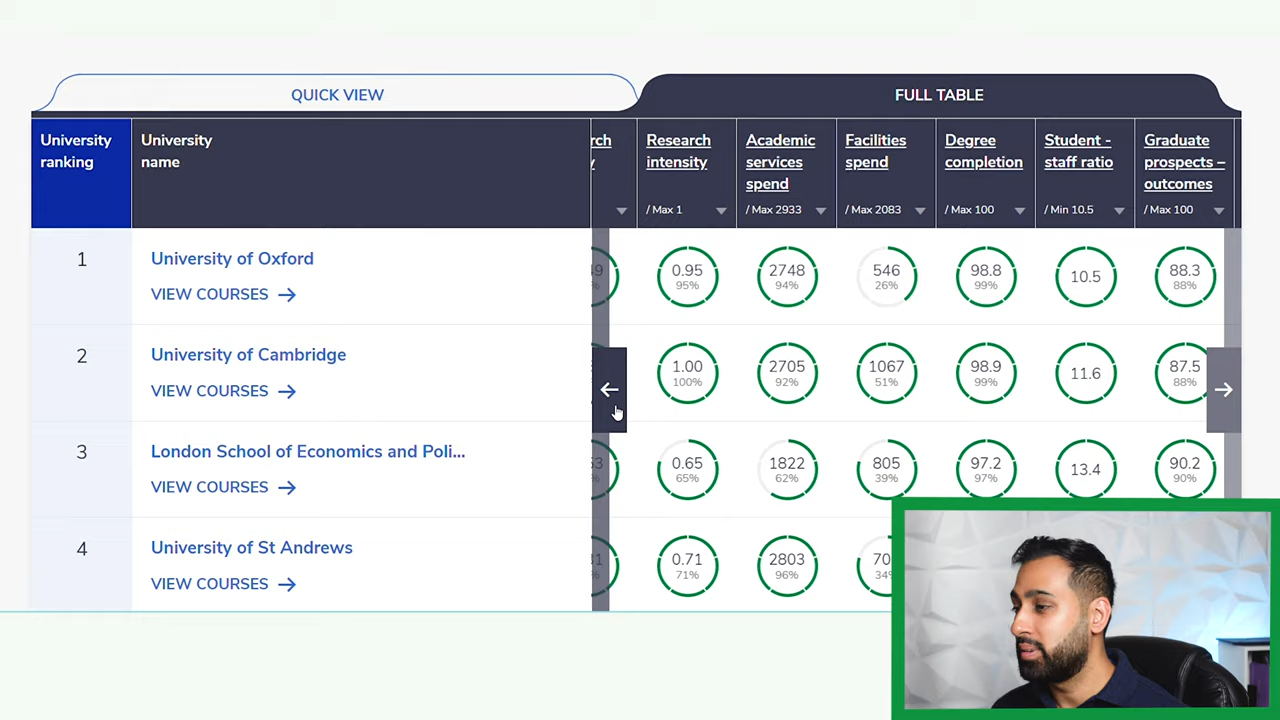 QUICK VIEW
FULL TABLE
University ranking
University name
rch
Research intensity
/ Max 1
Academic services spend
/ Max 2933
Facilities spend
/ Max 2083
Degree completion
/ Max 100
Student - staff ratio
/ Min 10.5
Graduate prospects – outcomes
/ Max 100
1
University of Oxford
VIEW COURSES
0.95
95%
2748
94%
546
26%
98.8
99%
10.5
88.3
88%
2
University of Cambridge
VIEW COURSES
1.00
100%
2705
92%
1067
51%
98.9
99%
11.6
87.5
88%
3
London School of Economics and Poli...
VIEW COURSES
0.65
65%
1822
62%
805
39%
97.2
97%
13.4
90.2
90%
4
University of St Andrews
VIEW COURSES
0.71
71%
2803
96%
70
34%